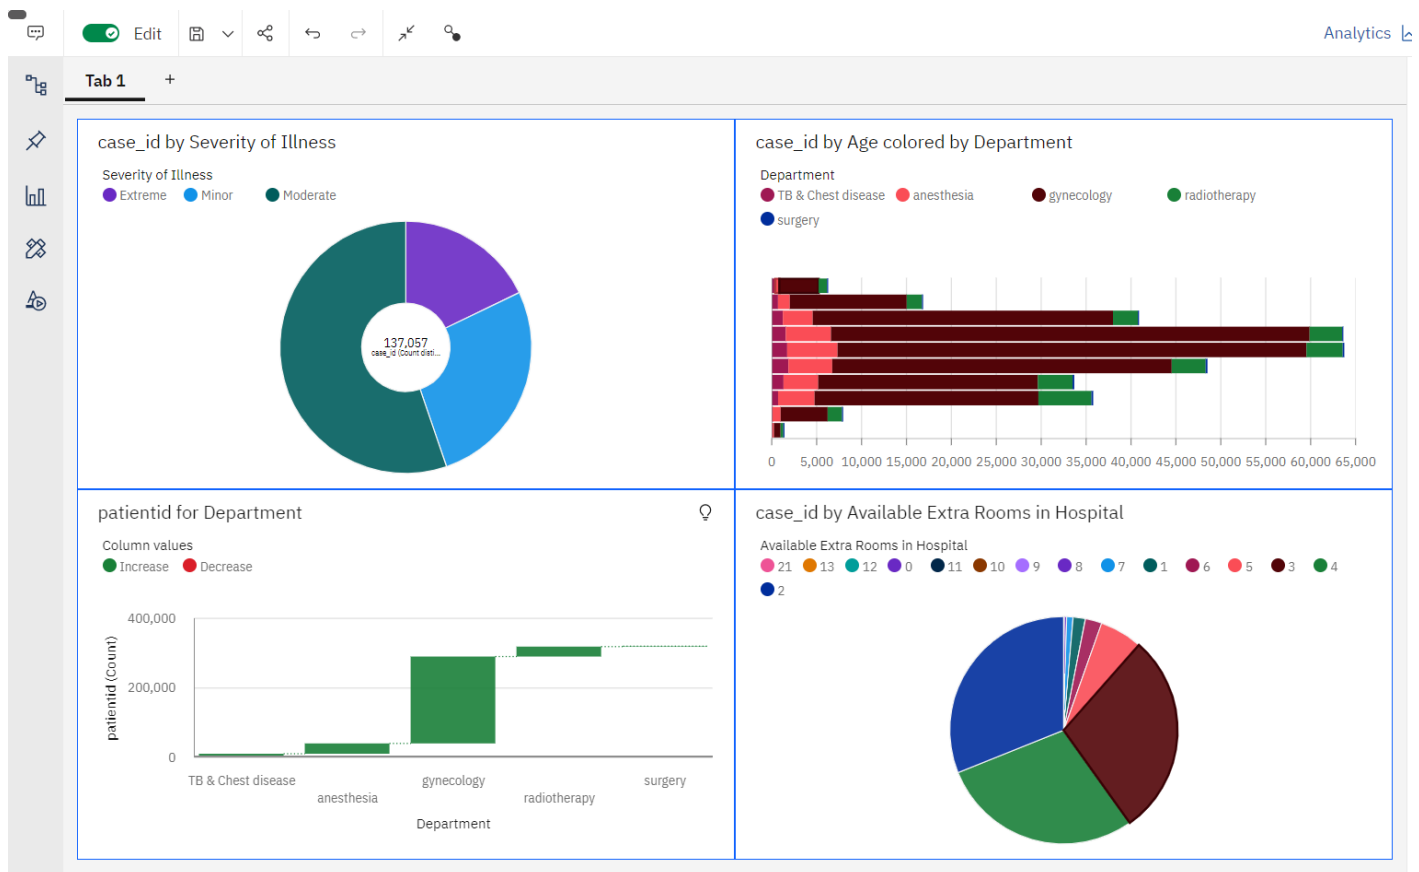 Edit
Analytics
Tab 1 +
case_id by Severity of Illness
Severity of Illness
Extreme Minor Moderate
137,057
case_id (Count disti...
case_id by Age colored by Department
Department
TB & Chest disease anesthesia gynecology radiotherapy
surgery
0 5,000 10,000 15,000 20,000 25,000 30,000 35,000 40,000 45,000 50,000 55,000 60,000 65,000
patientid for Department
Column values
Increase Decrease
400,000
200,000
0
patientid (Count)
TB & Chest disease gynecology surgery
anesthesia radiotherapy
Department
case_id by Available Extra Rooms in Hospital
Available Extra Rooms in Hospital
21 13 12 0 11 10 9 8 7 1 6 5 3 4
2